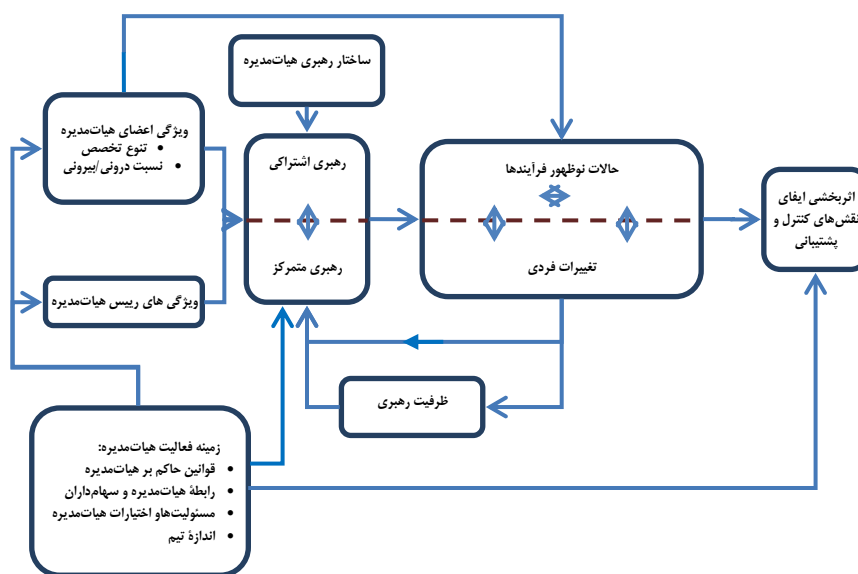 ساختار رهبری هیات‌مدیره
ویژگی اعضای هیات‌مدیره
• تنوع تخصص
• نسبت درونی/بیرونی
رهبری اشتراکی
رهبری متمرکز
حالات نوظهور فرآیندها
تغییرات فردی
اثربخشی ایفای
نقش‌های کنترل و
پشتیبانی
ویژگی های رییس هیات‌مدیره
ظرفیت رهبری
زمینه فعالیت هیات‌مدیره:
• قوانین حاکم بر هیات‌مدیره
• رابطهٔ هیات‌مدیره و سهام‌داران
• مسئولیت‌هاو اختیارات هیات‌مدیره
• اندازهٔ تیم